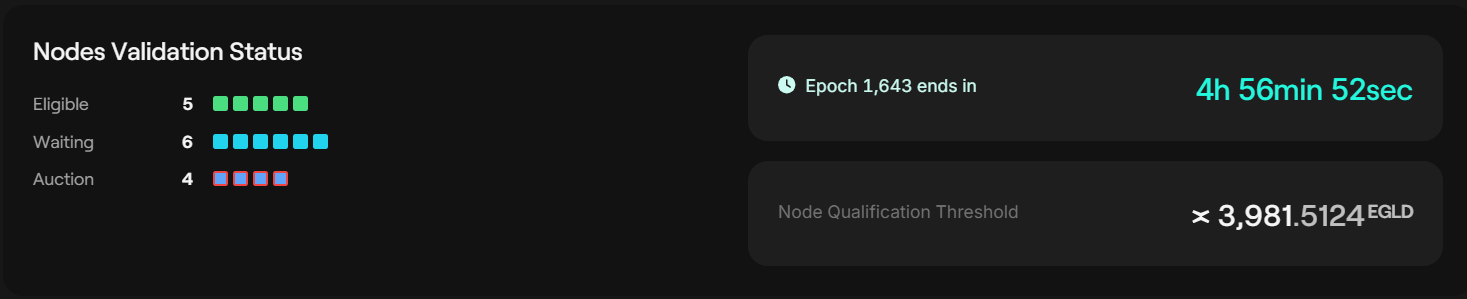 Nodes Validation Status
Eligible 5
Waiting 6
Auction 4
Epoch 1,643 ends in 4h 56min 52sec
Node Qualification Threshold 3,981.5124 EGLD